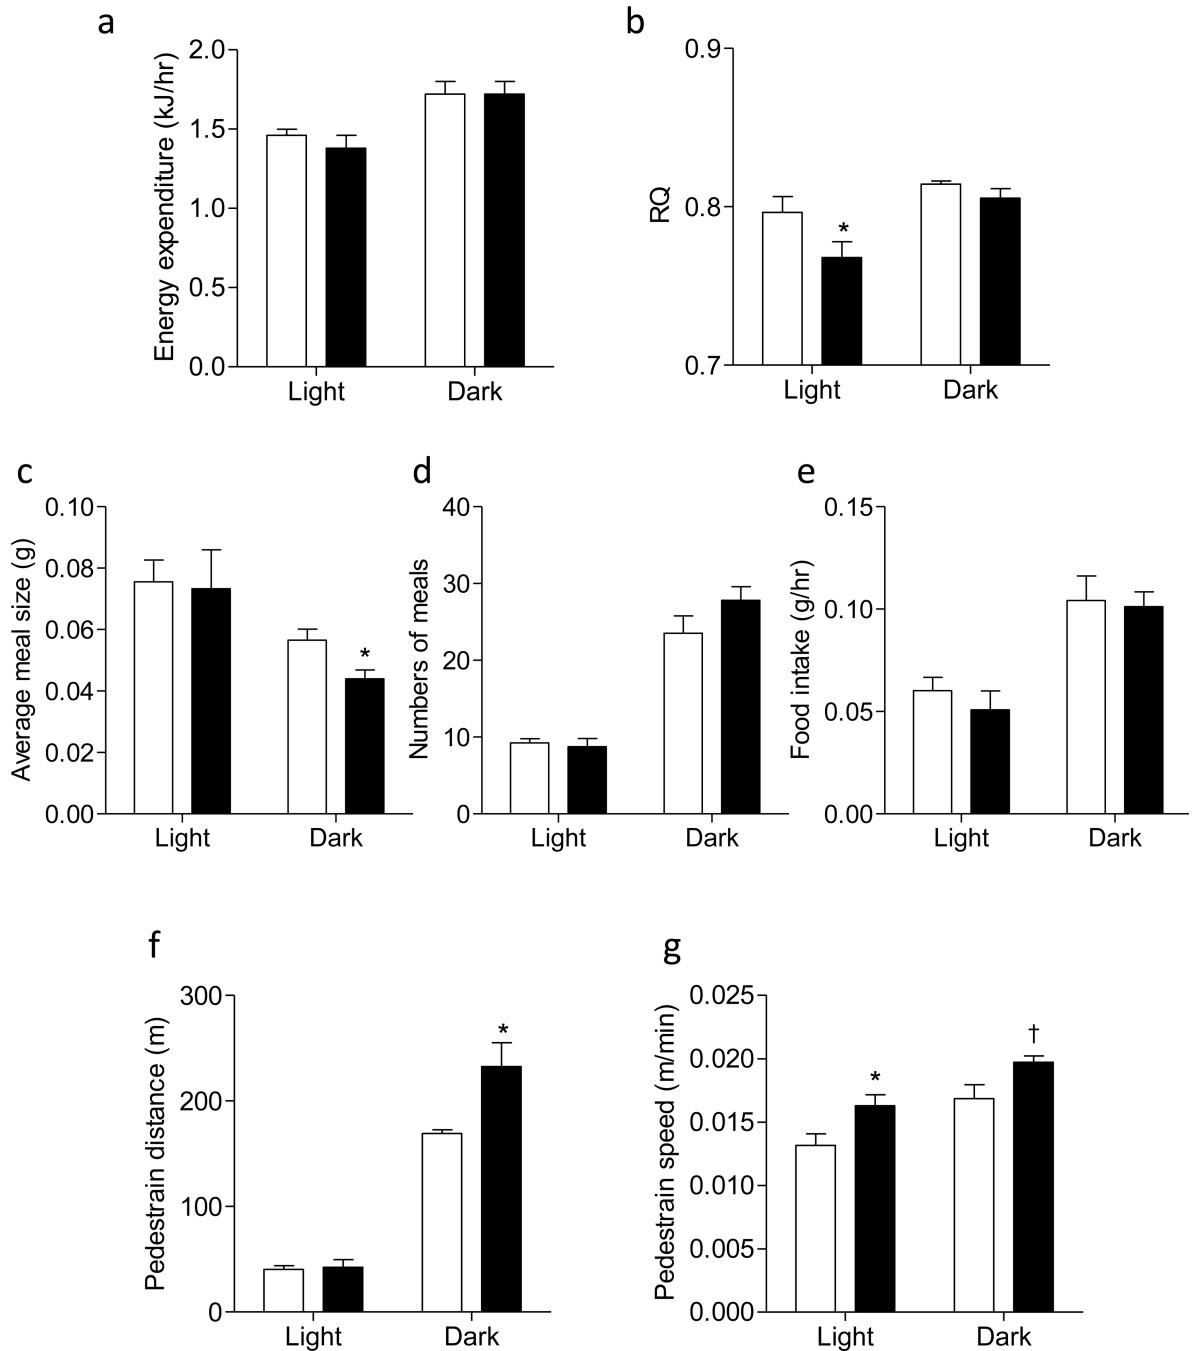 a
Energy expenditure (kJ/hr)
2.0
1.5
1.0
0.5
0.0
Light Dark
b
RQ
0.9
0.8
0.7
*
Light Dark
c
Average meal size (g)
0.10
0.08
0.06
0.04
0.02
0.00
*
Light Dark
d
Numbers of meals
40
30
20
10
0
Light Dark
e
Food intake (g/hr)
0.15
0.10
0.05
0.00
Light Dark
f
Pedestrain distance (m)
300
200
100
0
*
Light Dark
g
Pedestrain speed (m/min)
0.025
0.020
0.015
0.010
0.005
0.000
*
†
Light Dark